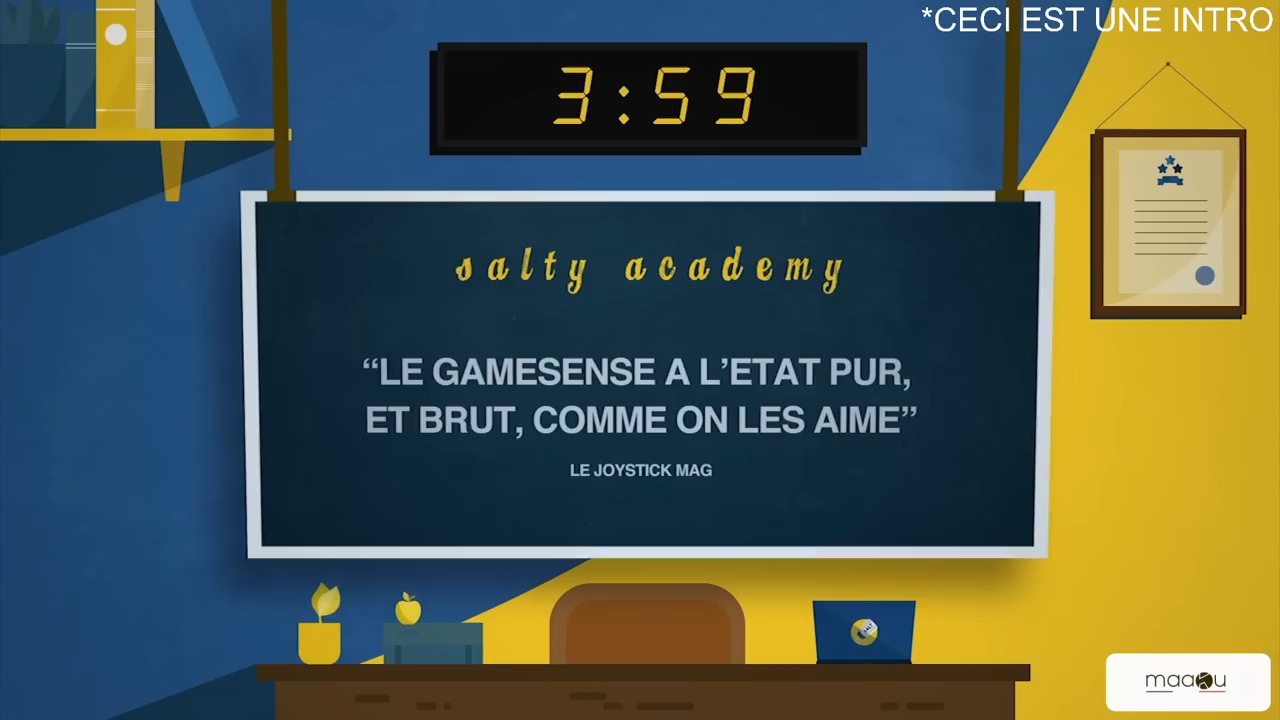 *CECI EST UNE INTRO
3:59
salty academy
“LE GAMESENSE A L’ETAT PUR,
ET BRUT, COMME ON LES AIME”
LE JOYSTICK MAG
maaKu